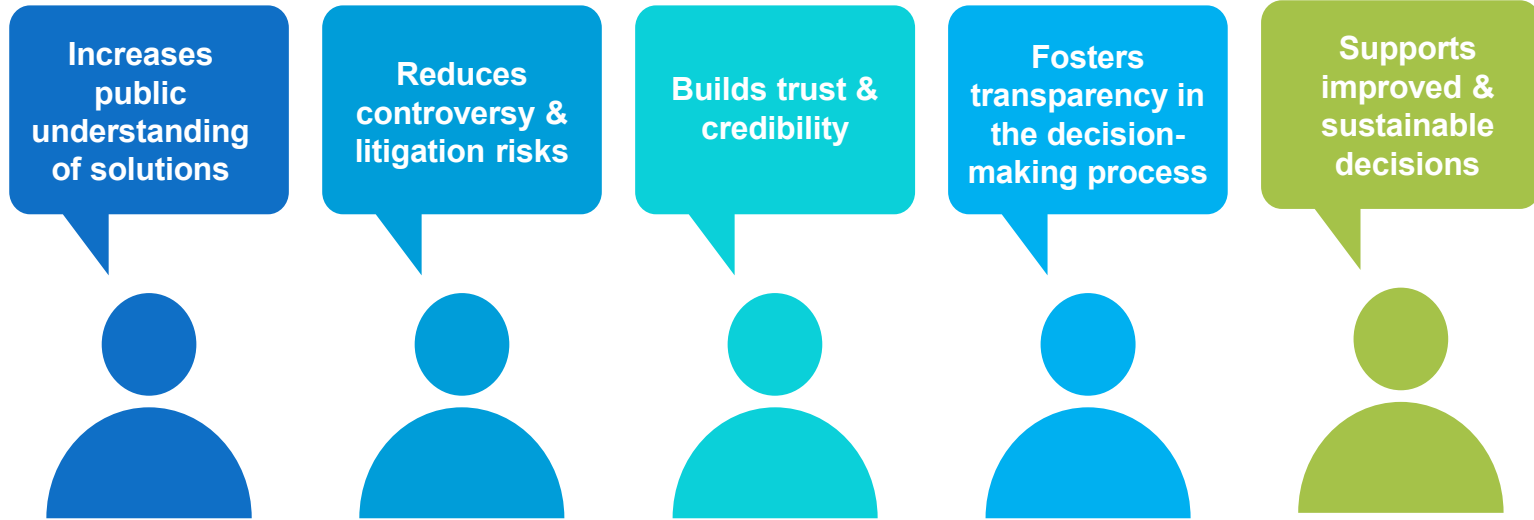 Increases
public
understanding
of solutions
Reduces
controversy &
litigation risks
Builds trust &
credibility
Fosters
transparency in
the decision-
making process
Supports
improved &
sustainable
decisions